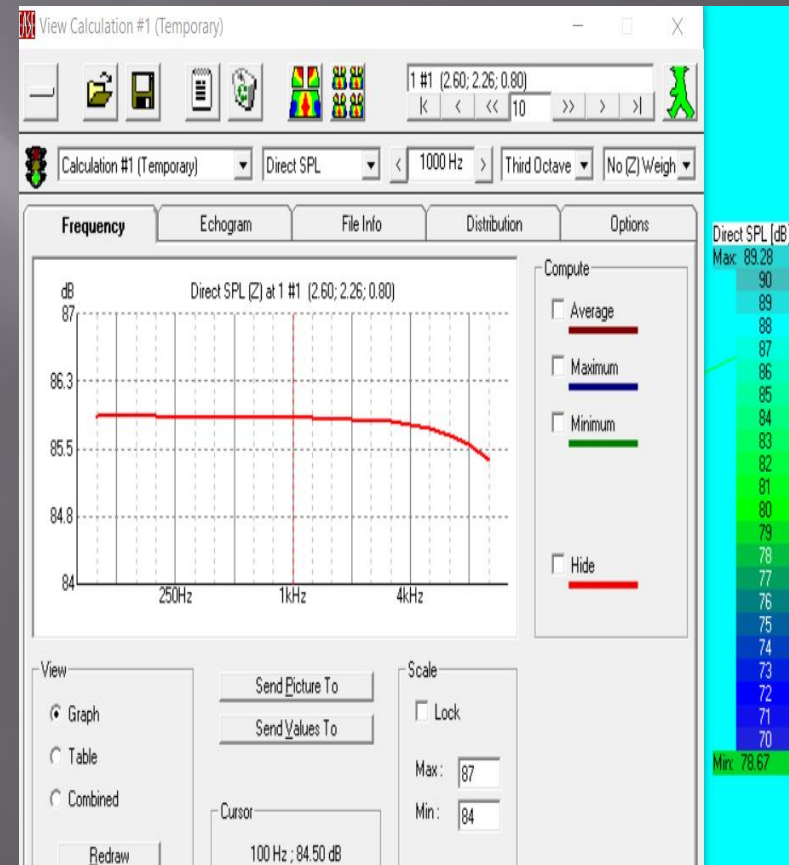 EASE View Calculation #1 (Temporary)
1 #1 (2.60; 2.26; 0.80)
10
Calculation #1 (Temporary) Direct SPL 1000 Hz Third Octave No (Z) Weigh
Frequency Echogram File Info Distribution Options
dB Direct SPL (Z) at 1 #1 (2.60; 2.26; 0.80)
87
86.3
85.5
84.8
84
250Hz 1kHz 4kHz
Compute
Average
Maximum
Minimum
Hide
View
Graph
Table
Combined
Redraw
Send Picture To
Send Values To
Cursor
100 Hz ; 84.50 dB
Scale
Lock
Max : 87
Min : 84
Direct SPL [dB]
Max: 89.28
90
89
88
87
86
85
84
83
82
81
80
79
78
77
76
75
74
73
72
71
70
Min: 78.67